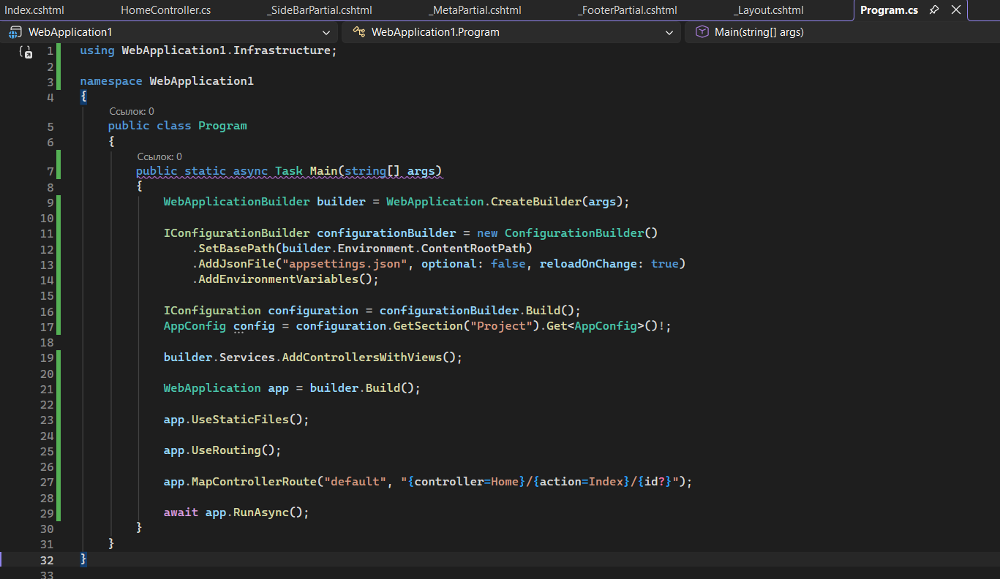 Index.cshtml HomeController.cs _SideBarPartial.cshtml _MetaPartial.cshtml _FooterPartial.cshtml _Layout.cshtml Program.cs
WebApplication1 WebApplication1.Program Main(string[] args)
1 using WebApplication1.Infrastructure;
2
3 namespace WebApplication1
4 {
Ссылок: 0
5 public class Program
6 {
Ссылок: 0
7 public static async Task Main(string[] args)
8 {
9 WebApplicationBuilder builder = WebApplication.CreateBuilder(args);
10
11 IConfigurationBuilder configurationBuilder = new ConfigurationBuilder()
12 .SetBasePath(builder.Environment.ContentRootPath)
13 .AddJsonFile("appsettings.json", optional: false, reloadOnChange: true)
14 .AddEnvironmentVariables();
15
16 IConfiguration configuration = configurationBuilder.Build();
17 AppConfig config = configuration.GetSection("Project").Get<AppConfig>()!;
18
19 builder.Services.AddControllersWithViews();
20
21 WebApplication app = builder.Build();
22
23 app.UseStaticFiles();
24
25 app.UseRouting();
26
27 app.MapControllerRoute("default", "{controller=Home}/{action=Index}/{id?}");
28
29 await app.RunAsync();
30 }
31 }
32 }
33